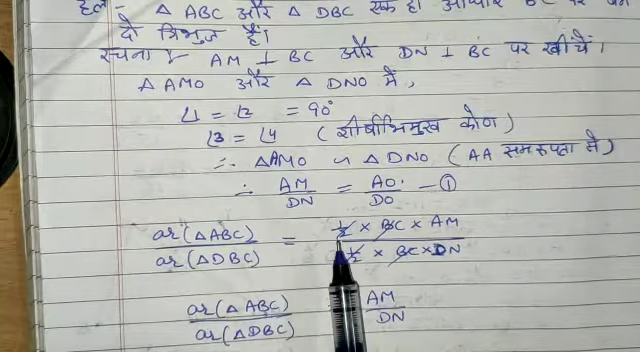 हल:- △ ABC और △ DBC एक ही आधार BC पर बने
दो त्रिभुज हैं।
रचना :- AM ⊥ BC और DN ⊥ BC पर खींचें।
△ AMO और △ DNO में,
∠1 = ∠2 = 90°
∠3 = ∠4 (शीर्षाभिमुख कोण)
∴ △AMO ∽ △DNO (AA समरूपता से)
∴ AM/DN = AO/DO - ①
ar(△ABC)/ar(△DBC) = ½ × BC × AM / ½ × BC × DN
ar(△ABC)/ar(△DBC) AM/DN